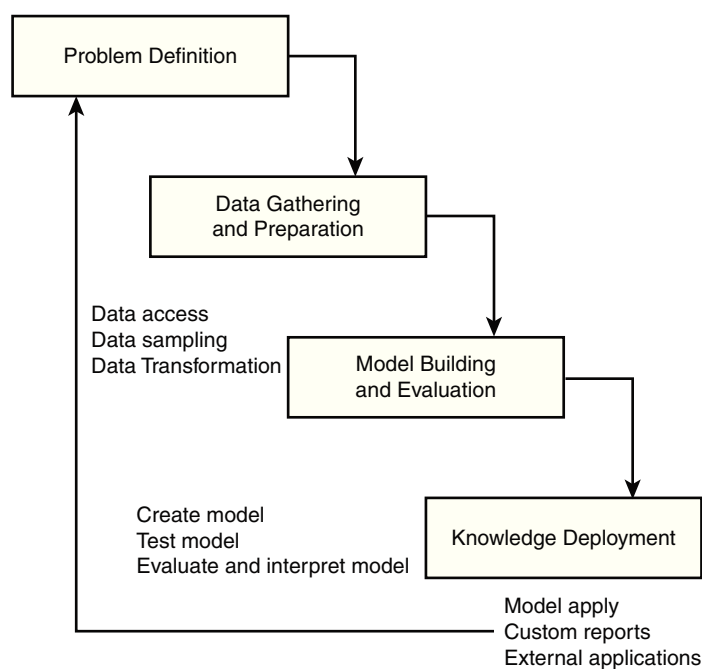 Problem Definition
Data Gathering
and Preparation
Data access
Data sampling
Data Transformation
Model Building
and Evaluation
Create model
Test model
Evaluate and interpret model
Knowledge Deployment
Model apply
Custom reports
External applications